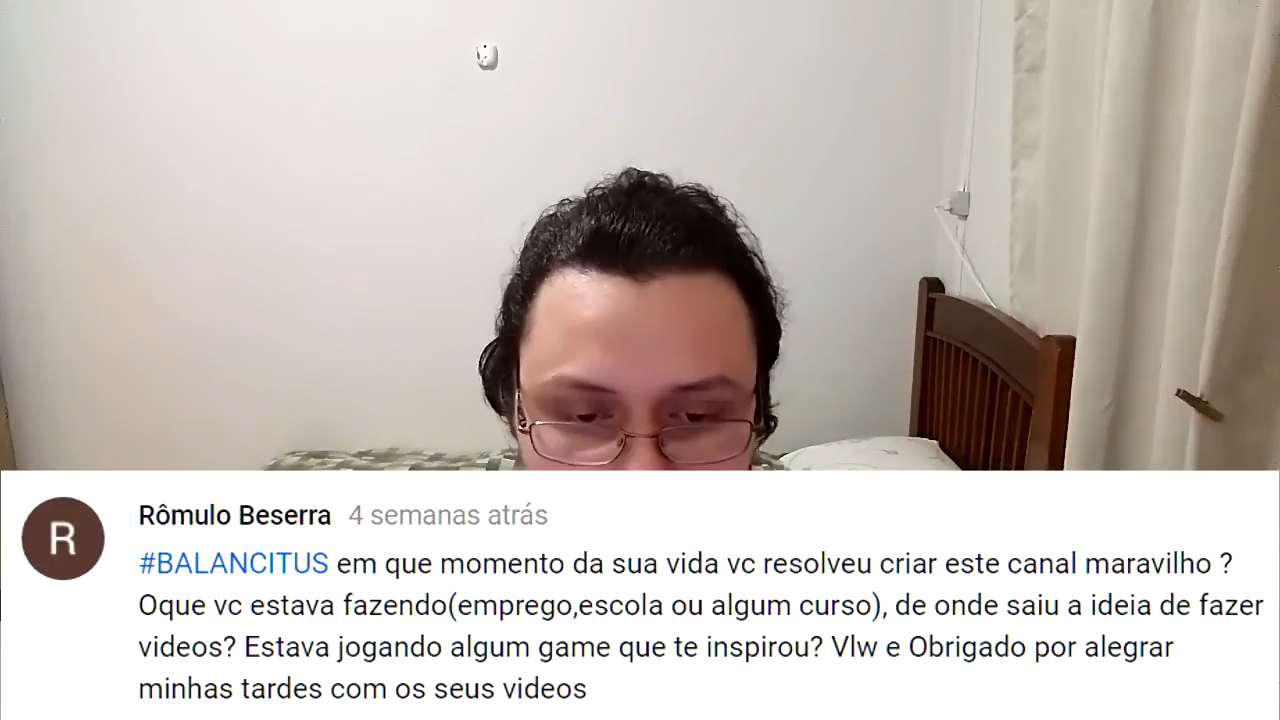 R
Rômulo Beserra 4 semanas atrás
#BALANCITUS em que momento da sua vida vc resolveu criar este canal maravilho ?
Oque vc estava fazendo(emprego,escola ou algum curso), de onde saiu a ideia de fazer
videos? Estava jogando algum game que te inspirou? Vlw e Obrigado por alegrar
minhas tardes com os seus videos